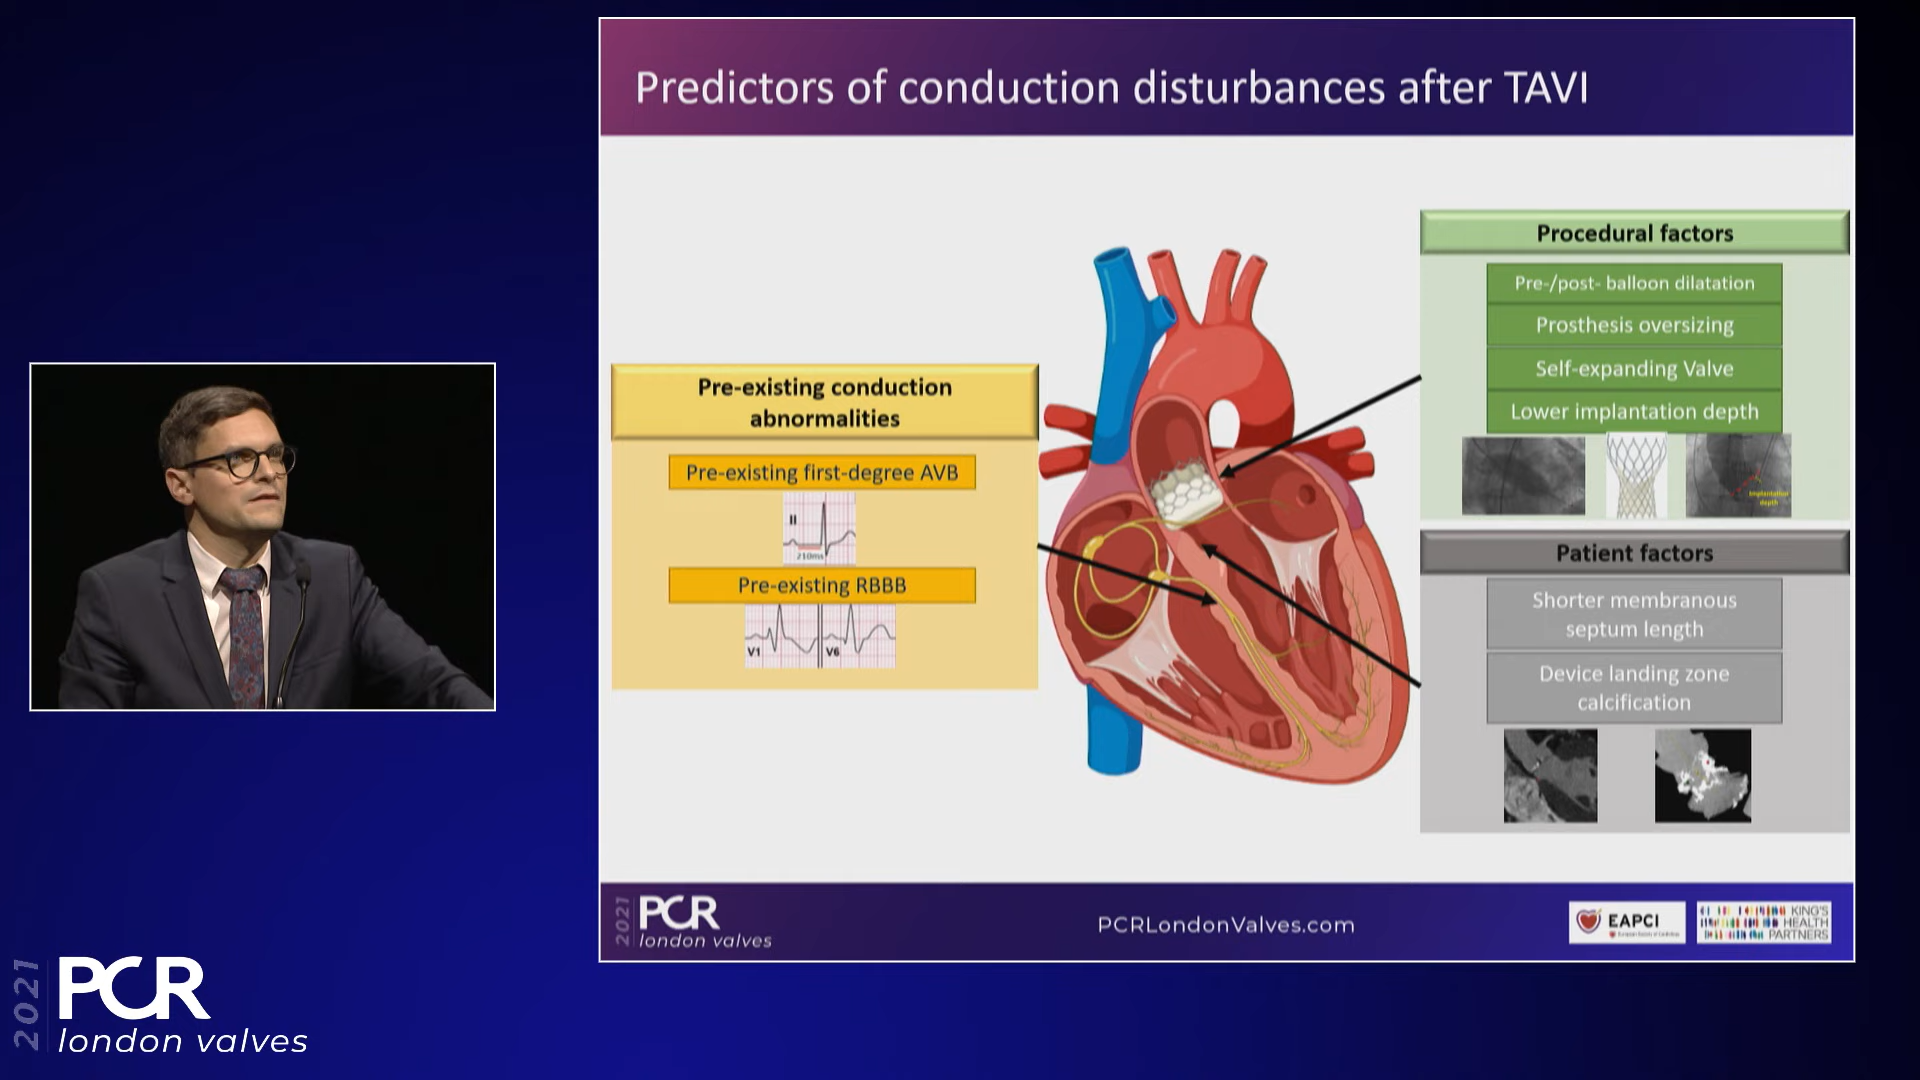 Predictors of conduction disturbances after TAVI
Pre-existing conduction
abnormalities
Pre-existing first-degree AVB
II
210ms
Pre-existing RBBB
V1
V6
Procedural factors
Pre-/post- balloon dilatation
Prosthesis oversizing
Self-expanding Valve
Lower implantation depth
Implantation
depth
Patient factors
Shorter membranous
septum length
Device landing zone
calcification
2021
PCR
london valves
PCRLondonValves.com
EAPCI
KING'S
HEALTH
PARTNERS
2021
PCR
london valves